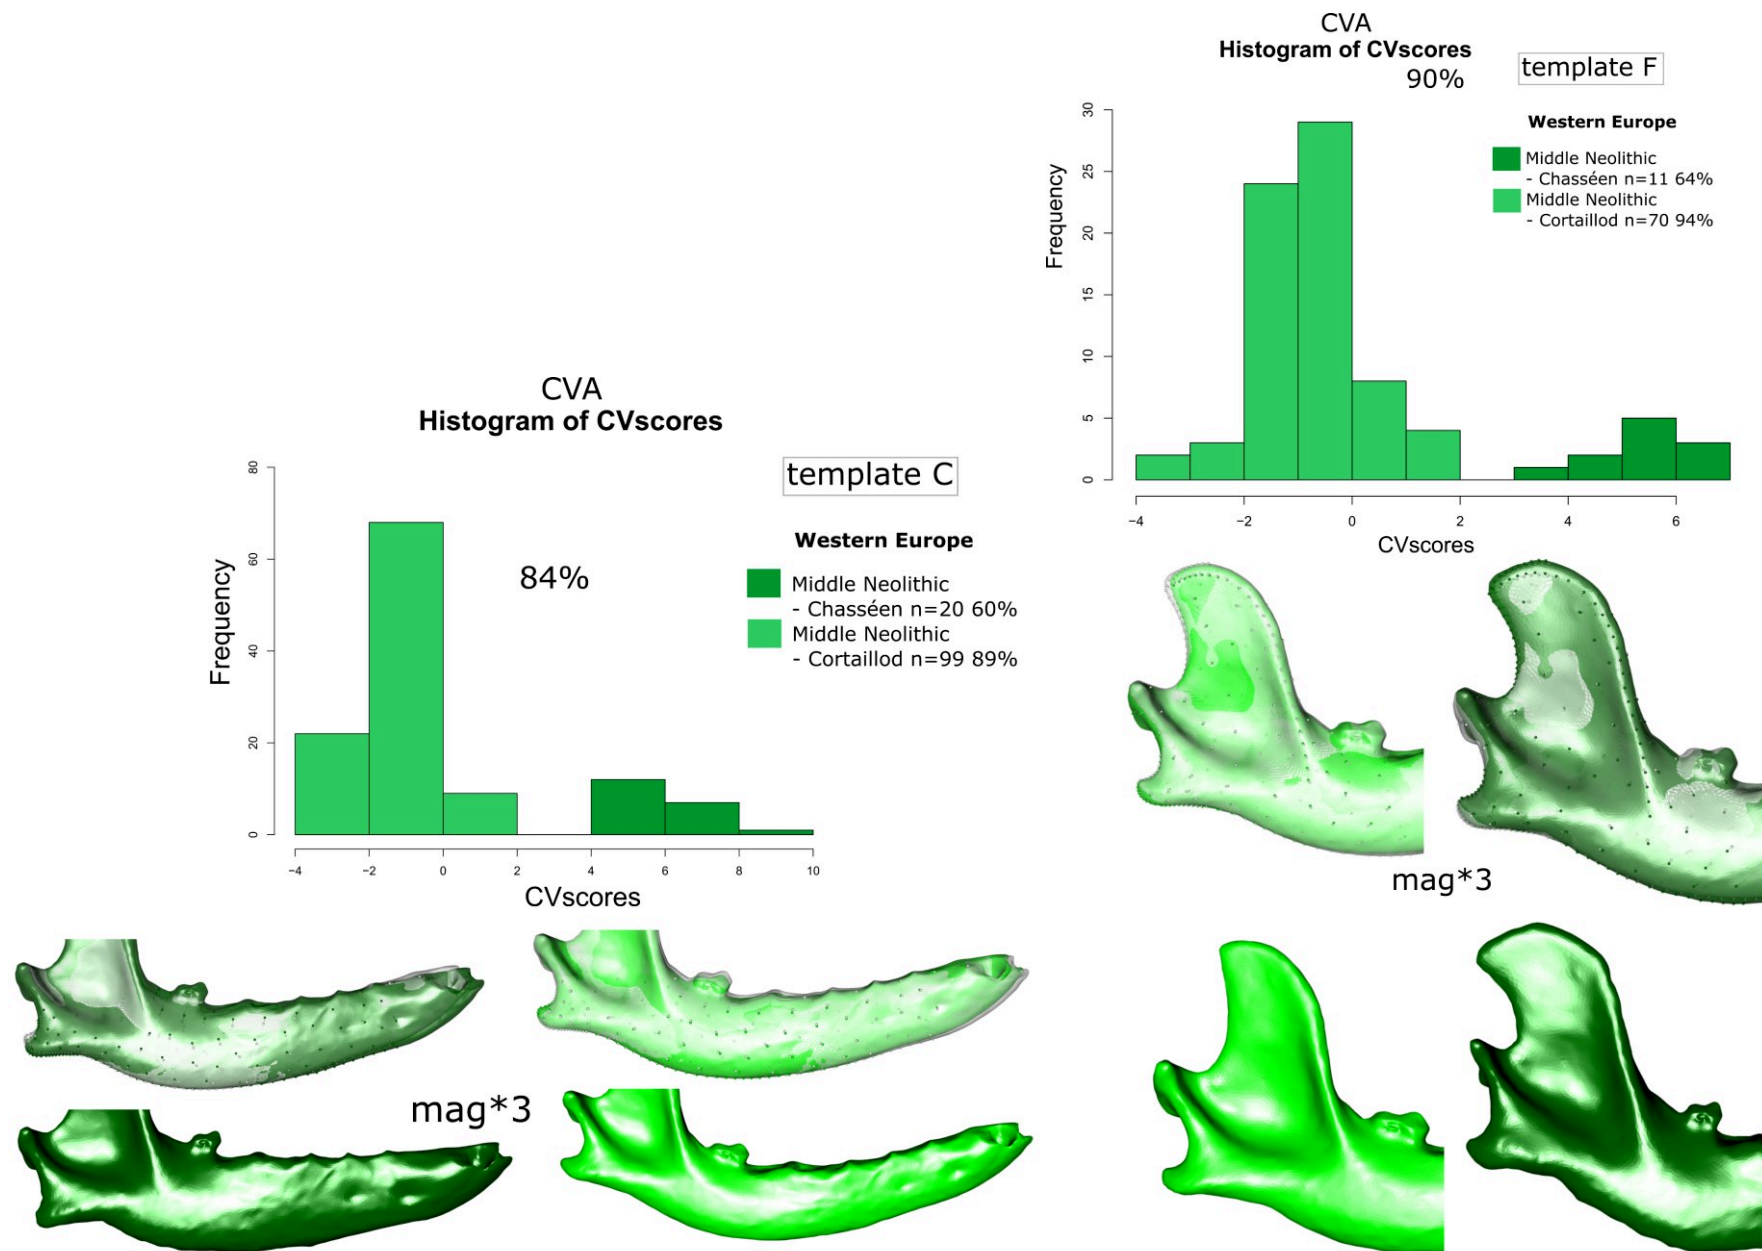 CVA
Histogram of CVscores
90%
template F
Western Europe
Middle Neolithic
- Chasséen n=11 64%
Middle Neolithic
- Cortaillod n=70 94%
Frequency
30
25
20
15
10
5
0
−4
−2
0
2
4
6
CVscores
mag*3
CVA
Histogram of CVscores
template C
84%
Western Europe
Middle Neolithic
- Chasséen n=20 60%
Middle Neolithic
- Cortaillod n=99 89%
Frequency
80
60
40
20
0
−4
−2
0
2
4
6
8
10
CVscores
mag*3